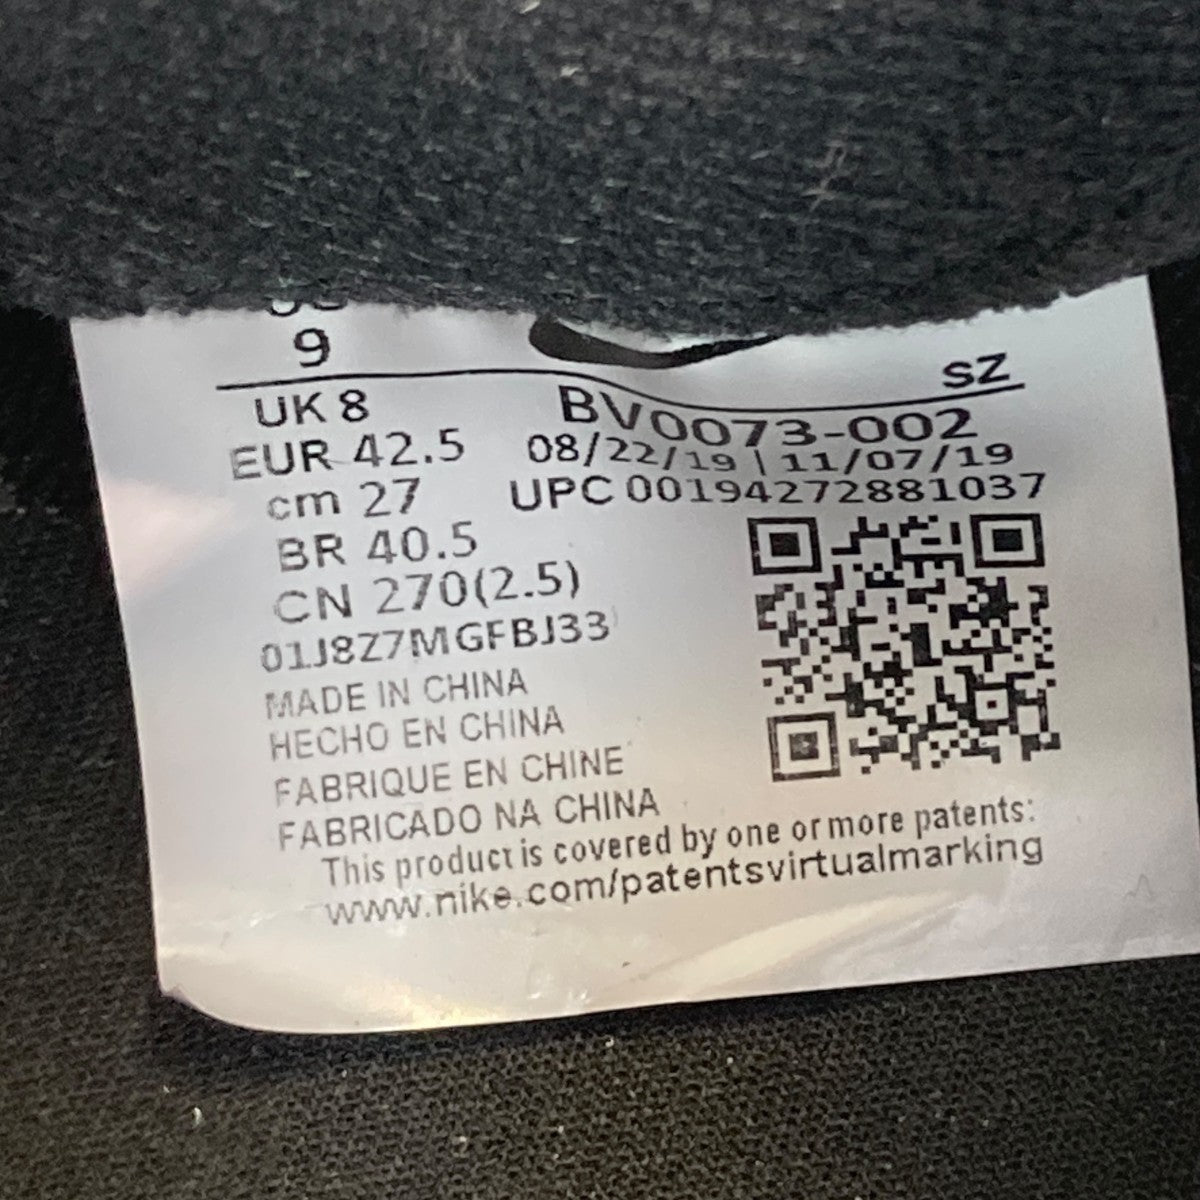 9
SZ
UK 8
BV0073-002
EUR 42.5
08/22/19 | 11/07/19
cm 27
UPC 00194272881037
BR 40.5
CN 270(2.5)
01J8Z7MGFBJ33
MADE IN CHINA
HECHO EN CHINA
FABRIQUE EN CHINE
FABRICADO NA CHINA
This product is covered by one or more patents:
www.nike.com/patentsvirtualmarking